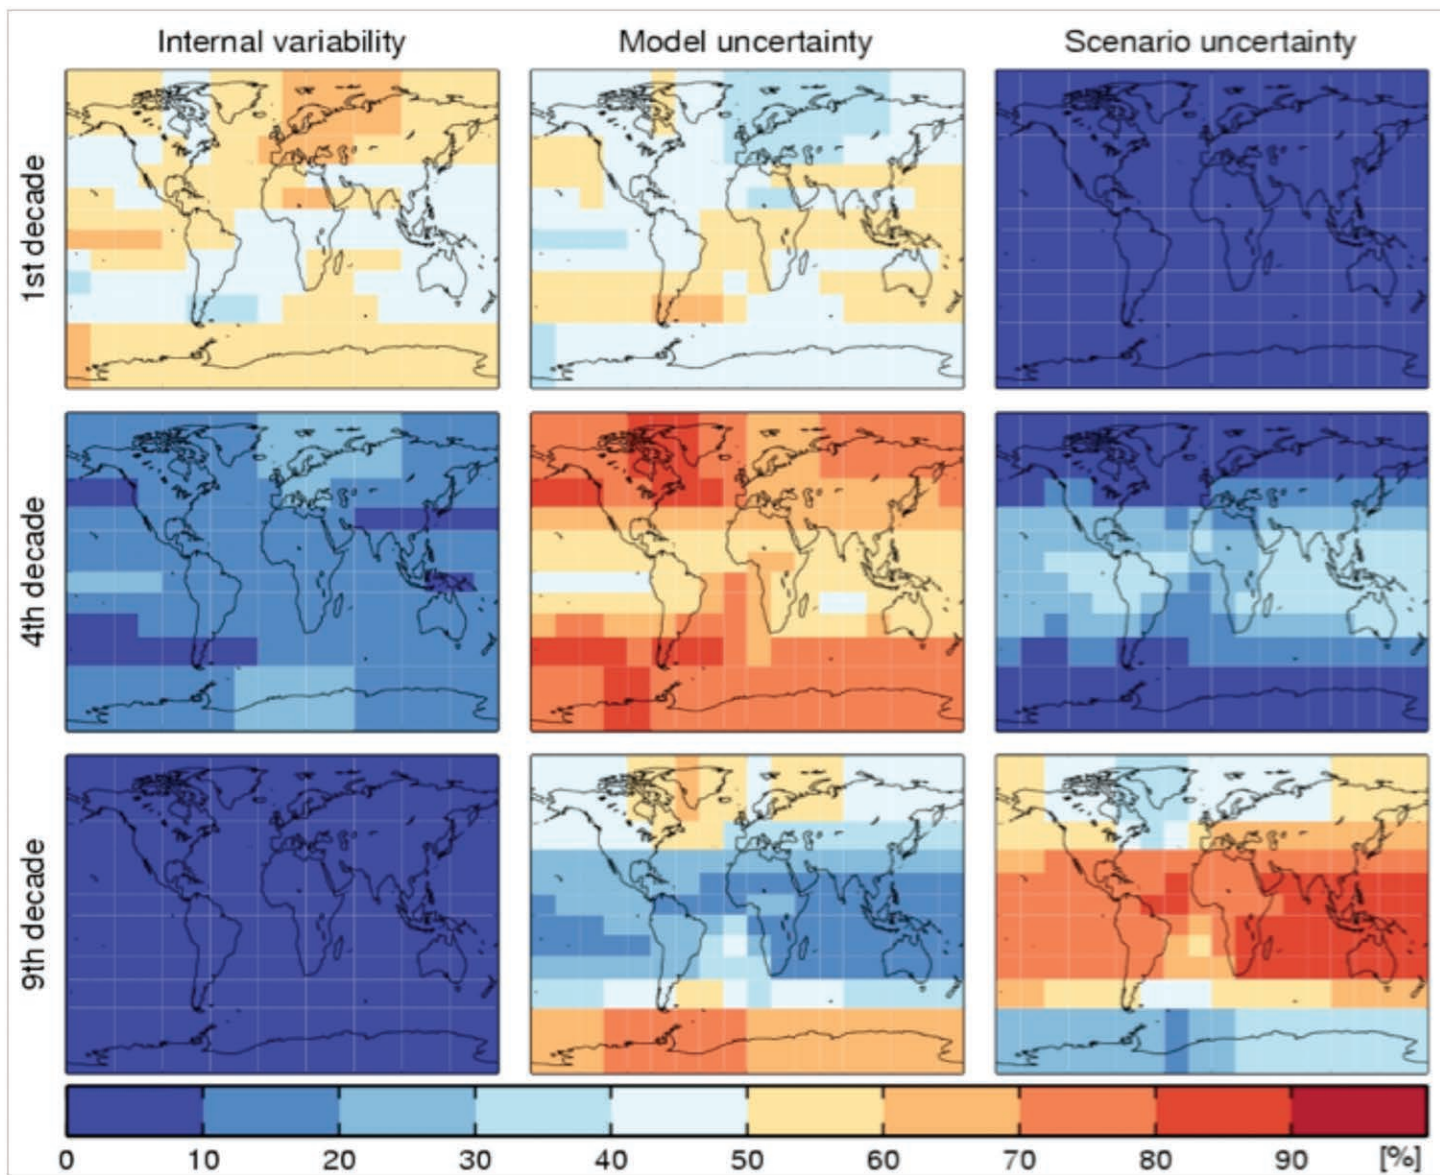 Internal variability Model uncertainty Scenario uncertainty
1st decade
4th decade
9th decade
0 10 20 30 40 50 60 70 80 90 [%]